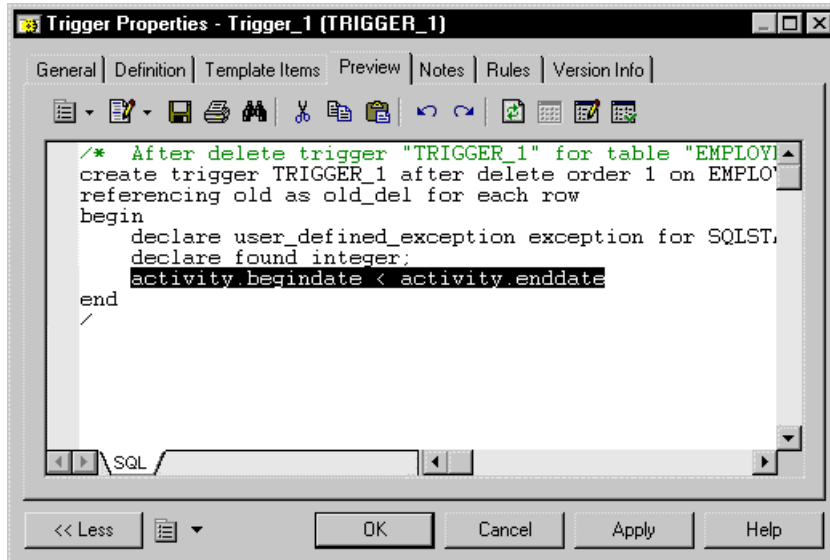 Trigger Properties - Trigger_1 (TRIGGER_1)
General Definition Template Items Preview Notes Rules Version Info
/* After delete trigger "TRIGGER_1" for table "EMPLOY
create trigger TRIGGER_1 after delete order 1 on EMPLO
referencing old as old_del for each row
begin
declare user_defined_exception exception for SQLST
declare found integer;
activity.begindate < activity.enddate
end
/
SQL
<< Less OK Cancel Apply Help